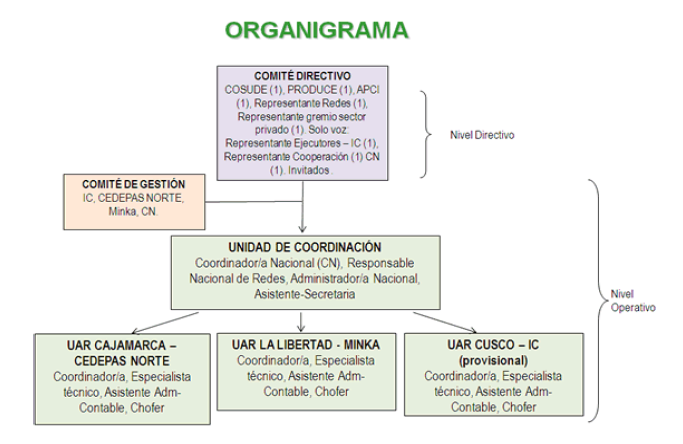 ORGANIGRAMA
COMITÉ DIRECTIVO
COSUDE (1), PRODUCE (1), APCI
(1), Representante Redes (1),
Representante gremio sector
privado (1). Solo voz:
Representante Ejecutores – IC (1),
Representante Cooperación (1) CN
(1). Invitados.
Nivel Directivo
COMITÉ DE GESTIÓN
IC, CEDEPAS NORTE,
Minka, CN.
UNIDAD DE COORDINACIÓN
Coordinador/a Nacional (CN), Responsable
Nacional de Redes, Administrador/a Nacional,
Asistente-Secretaria
Nivel
Operativo
UAR CAJAMARCA –
CEDEPAS NORTE
Coordinador/a, Especialista
técnico, Asistente Adm-
Contable, Chofer
UAR LA LIBERTAD - MINKA
Coordinador/a, Especialista
técnico, Asistente Adm-
Contable, Chofer
UAR CUSCO – IC
(provisional)
Coordinador/a, Especialista
técnico, Asistente Adm-
Contable, Chofer